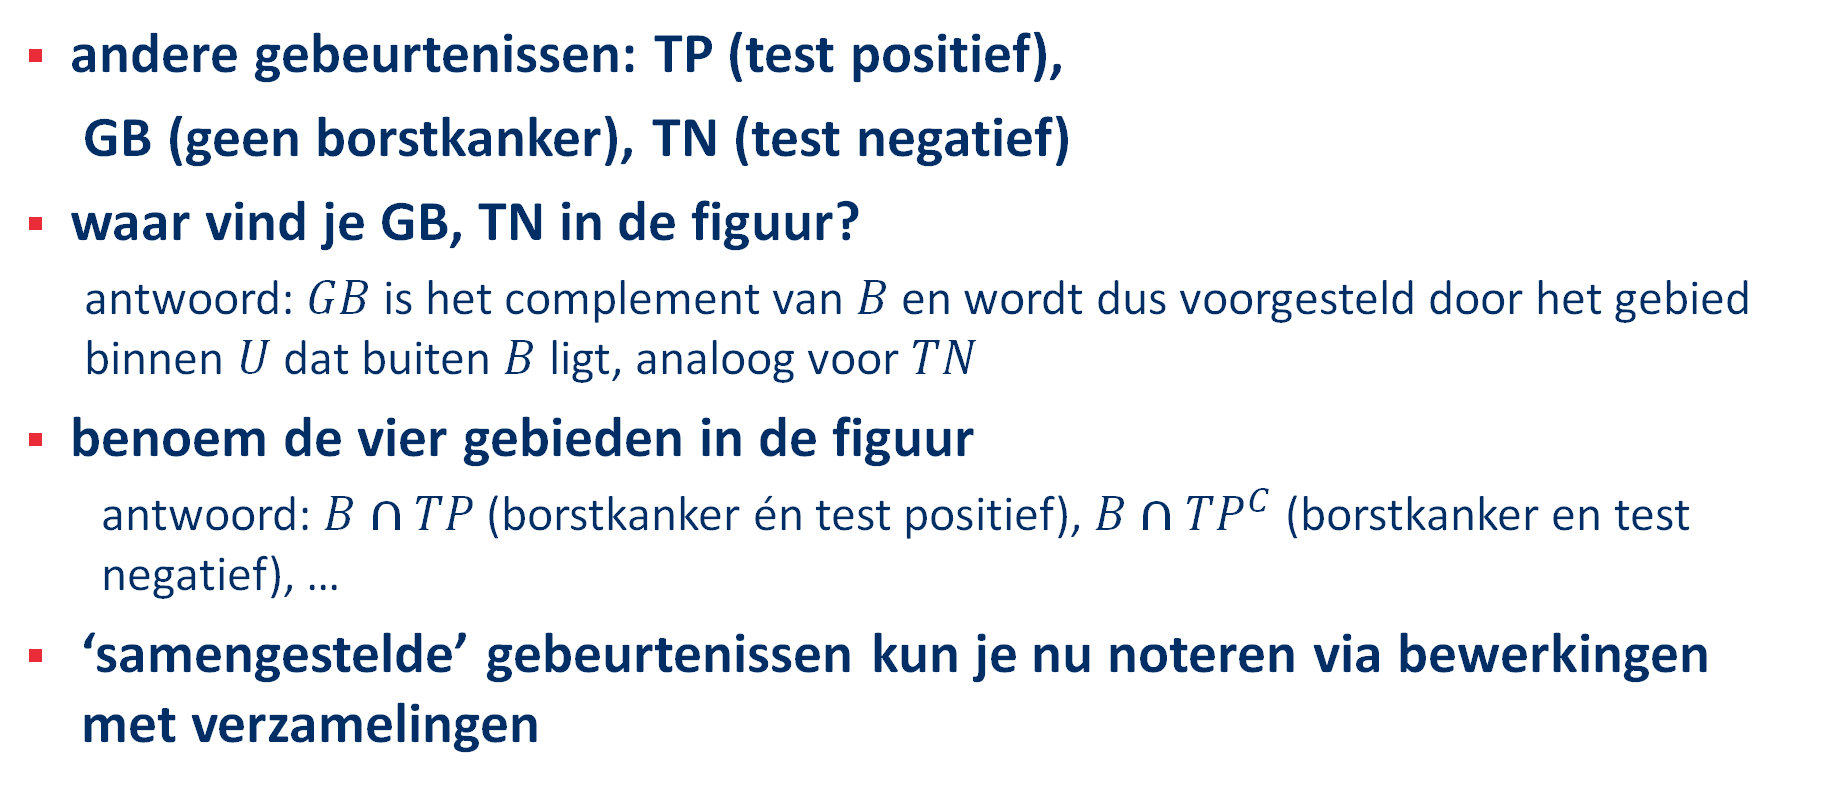 ▪ andere gebeurtenissen: TP (test positief),
GB (geen borstkanker), TN (test negatief)
▪ waar vind je GB, TN in de figuur?
antwoord: 𝐺𝐵 is het complement van 𝐵 en wordt dus voorgesteld door het gebied
binnen 𝑈 dat buiten 𝐵 ligt, analoog voor 𝑇𝑁
▪ benoem de vier gebieden in de figuur
antwoord: 𝐵 ∩ 𝑇𝑃 (borstkanker én test positief), 𝐵 ∩ 𝑇𝑃^𝐶 (borstkanker en test
negatief), …
▪ ‘samengestelde’ gebeurtenissen kun je nu noteren via bewerkingen
met verzamelingen